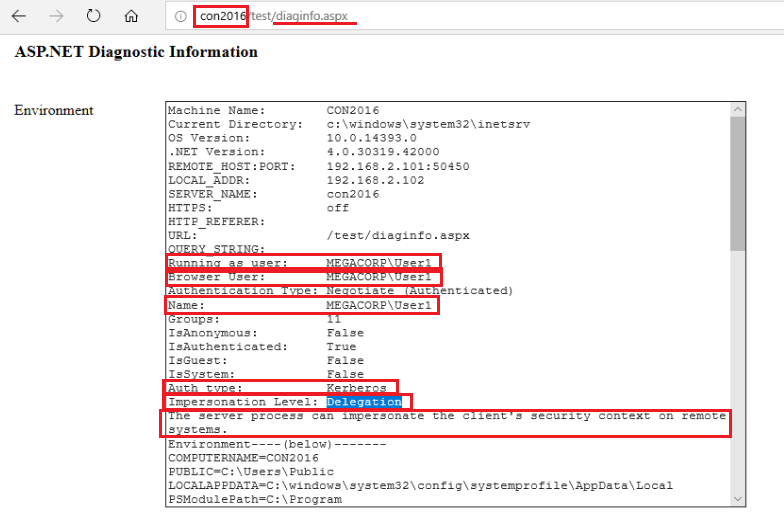 con2016/test/diaginfo.aspx
ASP.NET Diagnostic Information
Environment
Machine Name: CON2016
Current Directory: c:\windows\system32\inetsrv
OS Version: 10.0.14393.0
.NET Version: 4.0.30319.42000
REMOTE_HOST:PORT: 192.168.2.101:50450
LOCAL_ADDR: 192.168.2.102
SERVER_NAME: con2016
HTTPS: off
HTTP_REFERER:
URL: /test/diaginfo.aspx
QUERY_STRING:
Running as user: MEGACORP\User1
Browser User: MEGACORP\User1
Authentication Type: Negotiate (Authenticated)
Name: MEGACORP\User1
Groups: 11
IsAnonymous: False
IsAuthenticated: True
IsGuest: False
IsSystem: False
Auth type: Kerberos
Impersonation Level: Delegation
The server process can impersonate the client's security context on remote
systems.
Environment----(below)-------
COMPUTERNAME=CON2016
PUBLIC=C:\Users\Public
LOCALAPPDATA=C:\windows\system32\config\systemprofile\AppData\Local
PSModulePath=C:\Program